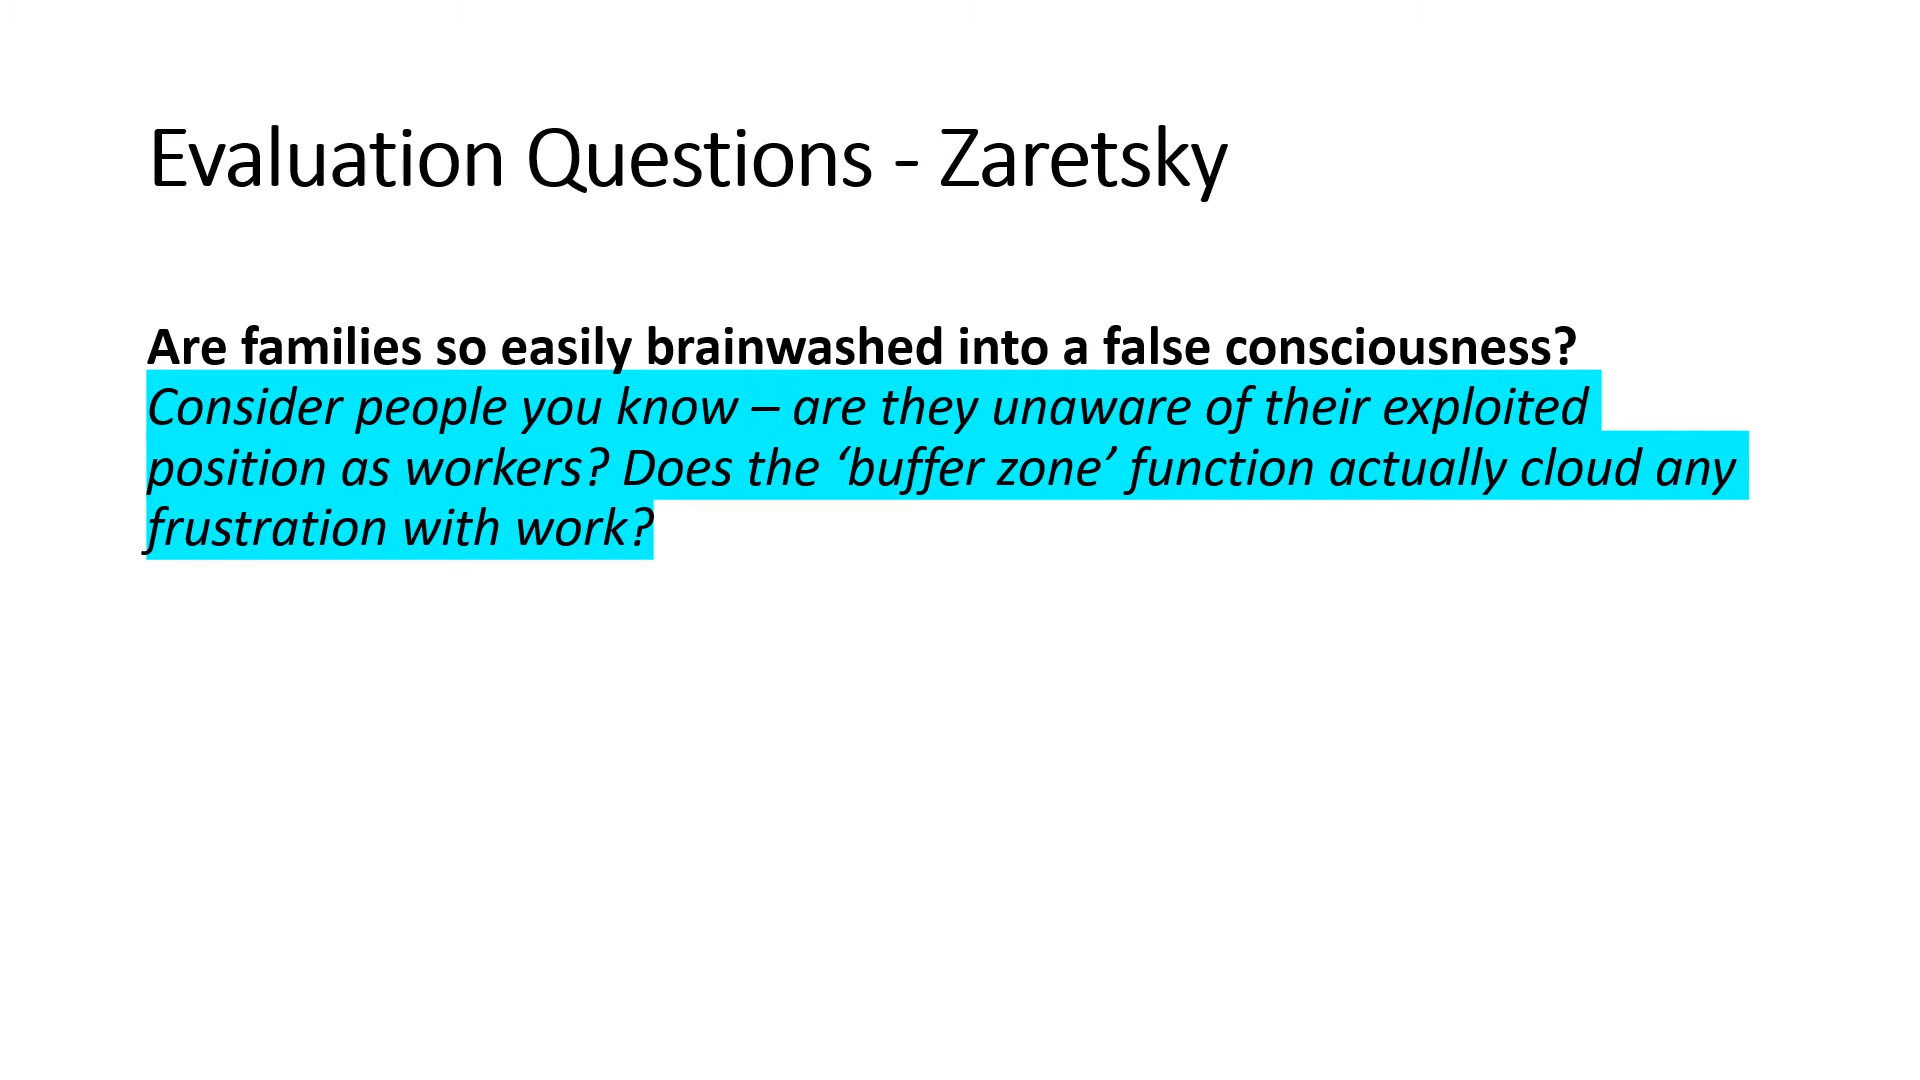 Evaluation Questions - Zaretsky
Are families so easily brainwashed into a false consciousness?
Consider people you know – are they unaware of their exploited
position as workers? Does the ‘buffer zone’ function actually cloud any
frustration with work?